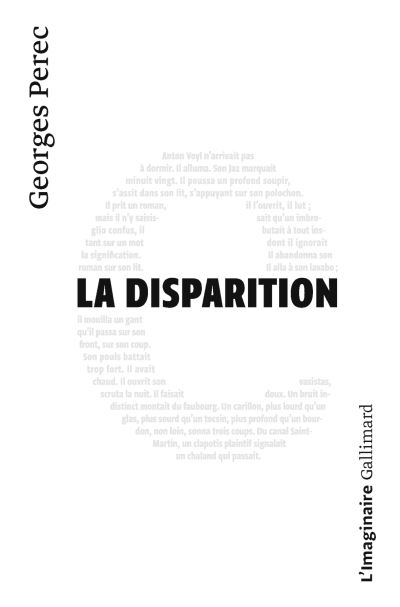 Georges Perec
Anton Voyl n'arrivait pas
à dormir. Il alluma. Son Jaz marquait
minuit vingt. Il poussa un profond soupir,
s'assit dans son lit, s'appuyant sur son polochon.
il prit un roman, il l'ouvrit, il lut ;
mais il n'y saisis- sait qu'un imbro-
glio confus, il butait à tout ins-
tant sur un mot dont il ignorait
la signification. Il abandonna son
roman sur son lit. Il alla à son lavabo ;
LA DISPARITION
il mouilla un gant
qu'il passa sur son
front, sur son coup.
Son pouls battait
trop fort. Il avait
chaud. Il ouvrit son vasistas,
scruta la nuit. Il faisait doux. Un bruit in-
distinct montait du faubourg. Un carillon, plus lourd qu'un
glas, plus sourd qu'un tocsin, plus profond qu'un bour-
don, non loin, sonna trois coups. Du canal Saint-
Martin, un clapotis plaintif signalait
un chaland qui passait.
L'Imaginaire Gallimard